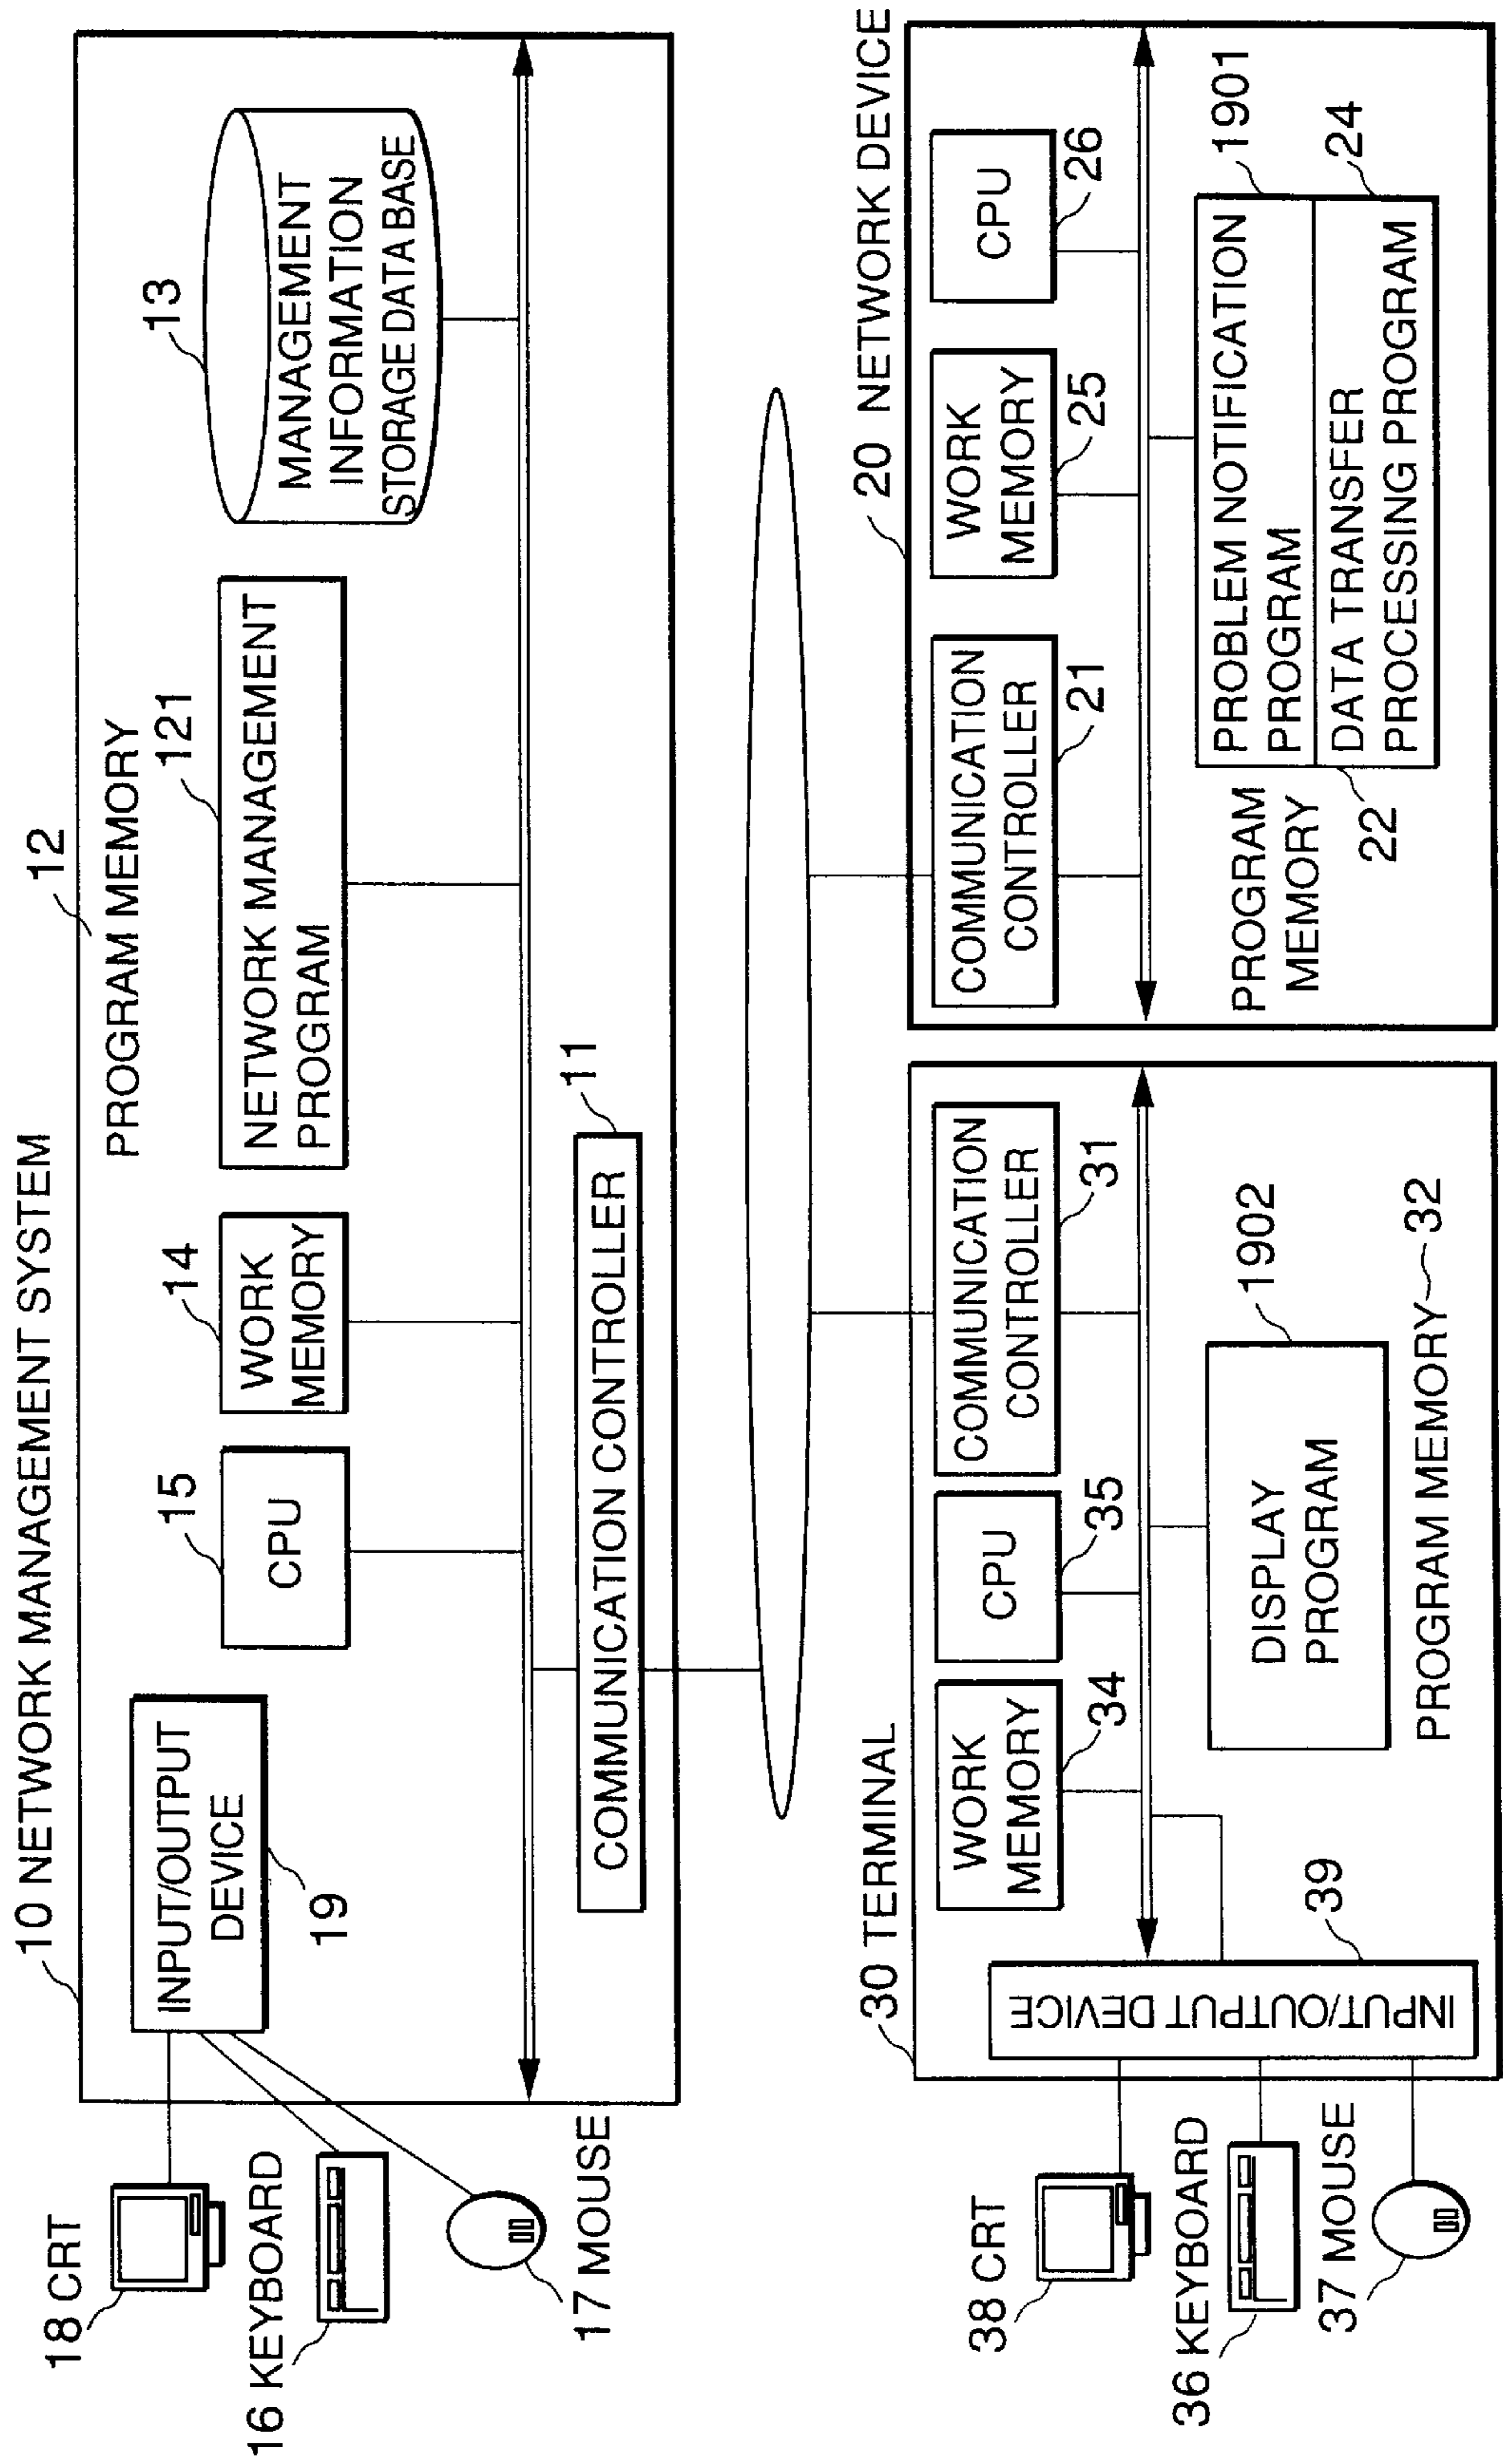 10 NETWORK MANAGEMENT SYSTEM
12
PROGRAM MEMORY
18 CRT
16 KEYBOARD
17 MOUSE
INPUT/OUTPUT
DEVICE
19
15
CPU
14
WORK
MEMORY
121
NETWORK MANAGEMENT
PROGRAM
13
MANAGEMENT
INFORMATION
STORAGE DATA BASE
11
COMMUNICATION CONTROLLER
30 TERMINAL
38 CRT
36 KEYBOARD
37 MOUSE
INPUT/OUTPUT DEVICE
39
WORK
MEMORY
34
CPU
35
COMMUNICATION
CONTROLLER
31
DISPLAY
PROGRAM
1902
PROGRAM MEMORY
32
20 NETWORK DEVICE
COMMUNICATION
CONTROLLER
21
WORK
MEMORY
25
CPU
26
PROGRAM
MEMORY
22
PROBLEM NOTIFICATION
PROGRAM
1901
DATA TRANSFER
PROCESSING PROGRAM
24